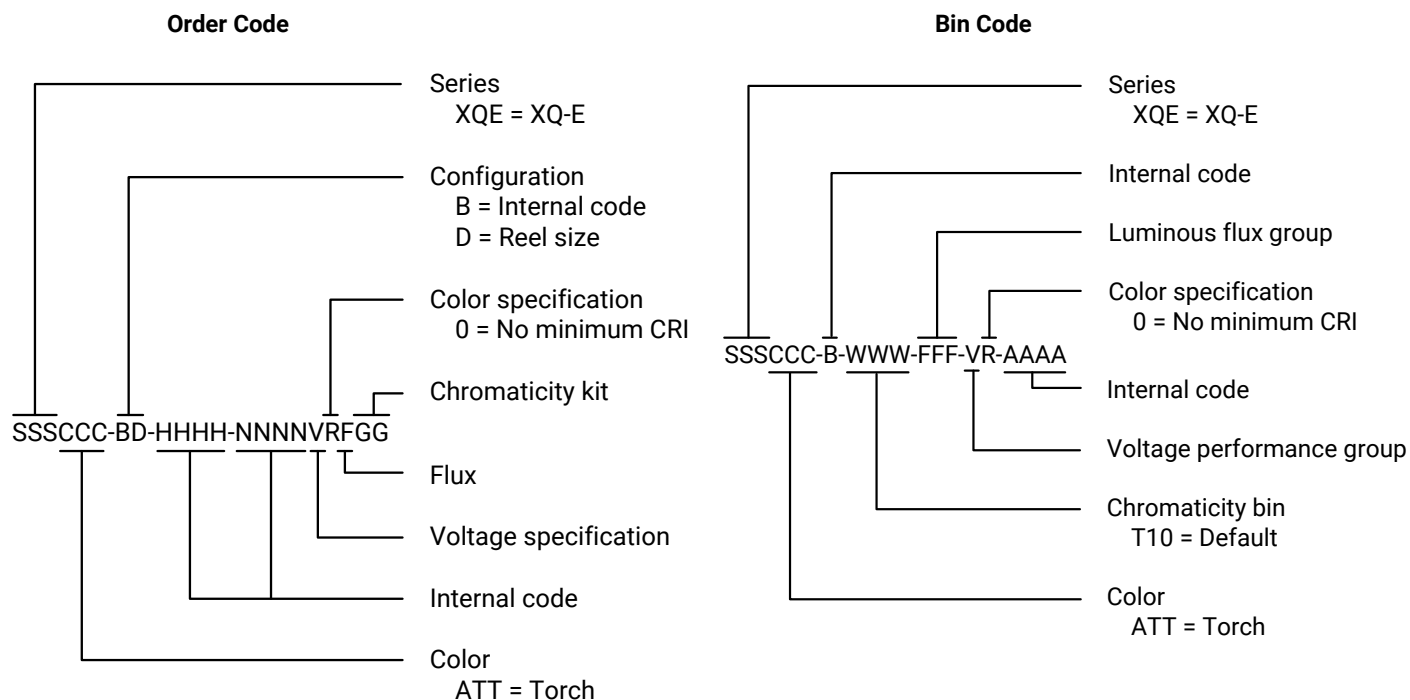 Order Code
Series
XQE = XQ-E
Configuration
B = Internal code
D = Reel size
Color specification
0 = No minimum CRI
Chromaticity kit
SSSCCC-BD-HHHH-NNNNVRFGG
Flux
Voltage specification
Internal code
Color
ATT = Torch
Bin Code
Series
XQE = XQ-E
Internal code
Luminous flux group
Color specification
0 = No minimum CRI
SSSCCC-B-WWW-FFF-VR-AAAA
Internal code
Voltage performance group
Chromaticity bin
T10 = Default
Color
ATT = Torch